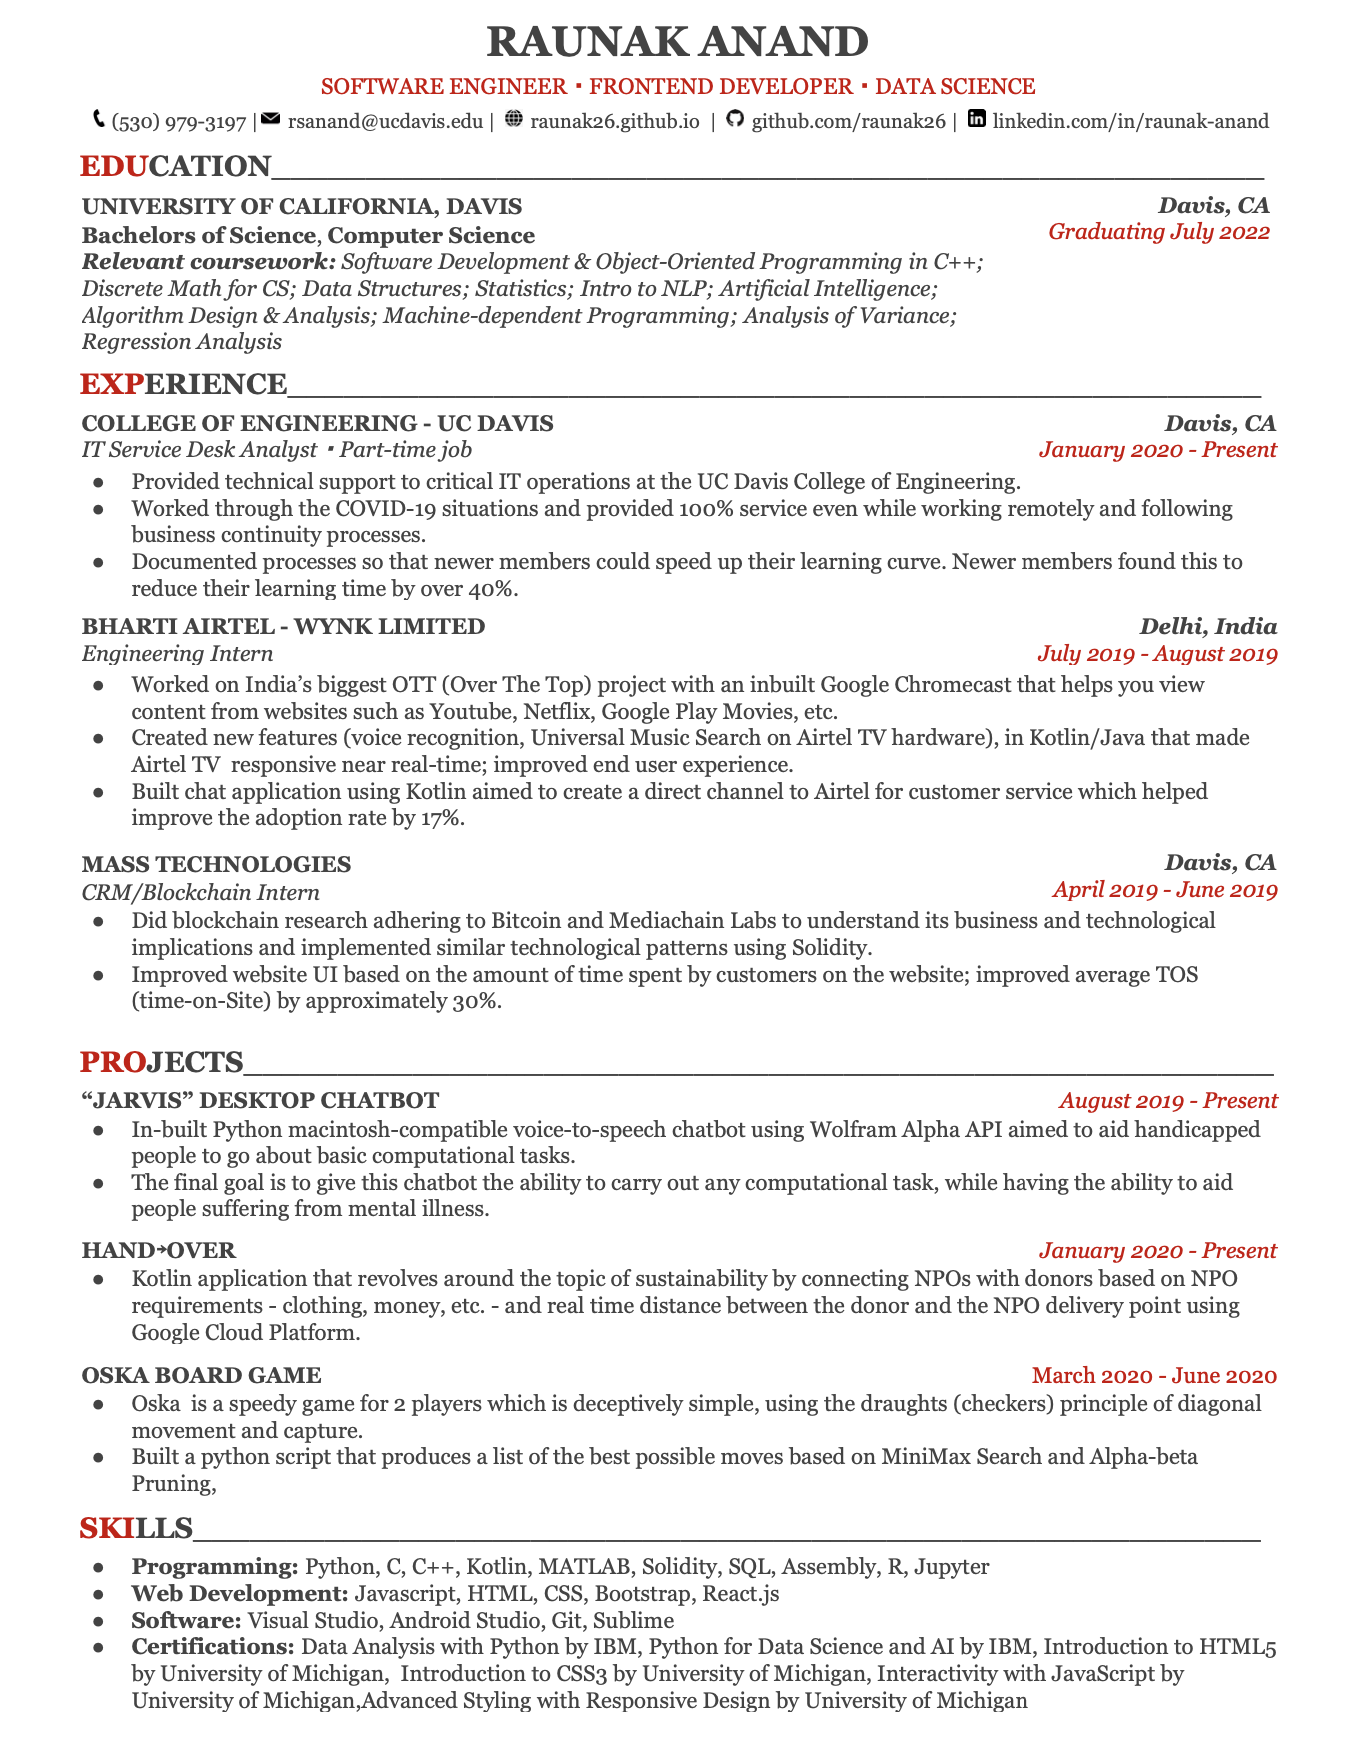 RAUNAK ANAND
SOFTWARE ENGINEER ▪ FRONTEND DEVELOPER ▪ DATA SCIENCE
(530) 979-3197 | rsanand@ucdavis.edu | raunak26.github.io | github.com/raunak26 | linkedin.com/in/raunak-anand
EDUCATION
UNIVERSITY OF CALIFORNIA, DAVIS Davis, CA
Bachelors of Science, Computer Science Graduating July 2022
Relevant coursework: Software Development & Object-Oriented Programming in C++;
Discrete Math for CS; Data Structures; Statistics; Intro to NLP; Artificial Intelligence;
Algorithm Design & Analysis; Machine-dependent Programming; Analysis of Variance;
Regression Analysis
EXPERIENCE
COLLEGE OF ENGINEERING - UC DAVIS Davis, CA
IT Service Desk Analyst ▪ Part-time job January 2020 - Present
● Provided technical support to critical IT operations at the UC Davis College of Engineering.
● Worked through the COVID-19 situations and provided 100% service even while working remotely and following
business continuity processes.
● Documented processes so that newer members could speed up their learning curve. Newer members found this to
reduce their learning time by over 40%.
BHARTI AIRTEL - WYNK LIMITED Delhi, India
Engineering Intern July 2019 - August 2019
● Worked on India’s biggest OTT (Over The Top) project with an inbuilt Google Chromecast that helps you view
content from websites such as Youtube, Netflix, Google Play Movies, etc.
● Created new features (voice recognition, Universal Music Search on Airtel TV hardware), in Kotlin/Java that made
Airtel TV responsive near real-time; improved end user experience.
● Built chat application using Kotlin aimed to create a direct channel to Airtel for customer service which helped
improve the adoption rate by 17%.
MASS TECHNOLOGIES Davis, CA
CRM/Blockchain Intern April 2019 - June 2019
● Did blockchain research adhering to Bitcoin and Mediachain Labs to understand its business and technological
implications and implemented similar technological patterns using Solidity.
● Improved website UI based on the amount of time spent by customers on the website; improved average TOS
(time-on-Site) by approximately 30%.
PROJECTS
“JARVIS” DESKTOP CHATBOT August 2019 - Present
● In-built Python macintosh-compatible voice-to-speech chatbot using Wolfram Alpha API aimed to aid handicapped
people to go about basic computational tasks.
● The final goal is to give this chatbot the ability to carry out any computational task, while having the ability to aid
people suffering from mental illness.
HAND➔OVER January 2020 - Present
● Kotlin application that revolves around the topic of sustainability by connecting NPOs with donors based on NPO
requirements - clothing, money, etc. - and real time distance between the donor and the NPO delivery point using
Google Cloud Platform.
OSKA BOARD GAME March 2020 - June 2020
● Oska is a speedy game for 2 players which is deceptively simple, using the draughts (checkers) principle of diagonal
movement and capture.
● Built a python script that produces a list of the best possible moves based on MiniMax Search and Alpha-beta
Pruning,
SKILLS
● Programming: Python, C, C++, Kotlin, MATLAB, Solidity, SQL, Assembly, R, Jupyter
● Web Development: Javascript, HTML, CSS, Bootstrap, React.js
● Software: Visual Studio, Android Studio, Git, Sublime
● Certifications: Data Analysis with Python by IBM, Python for Data Science and AI by IBM, Introduction to HTML5
by University of Michigan, Introduction to CSS3 by University of Michigan, Interactivity with JavaScript by
University of Michigan,Advanced Styling with Responsive Design by University of Michigan